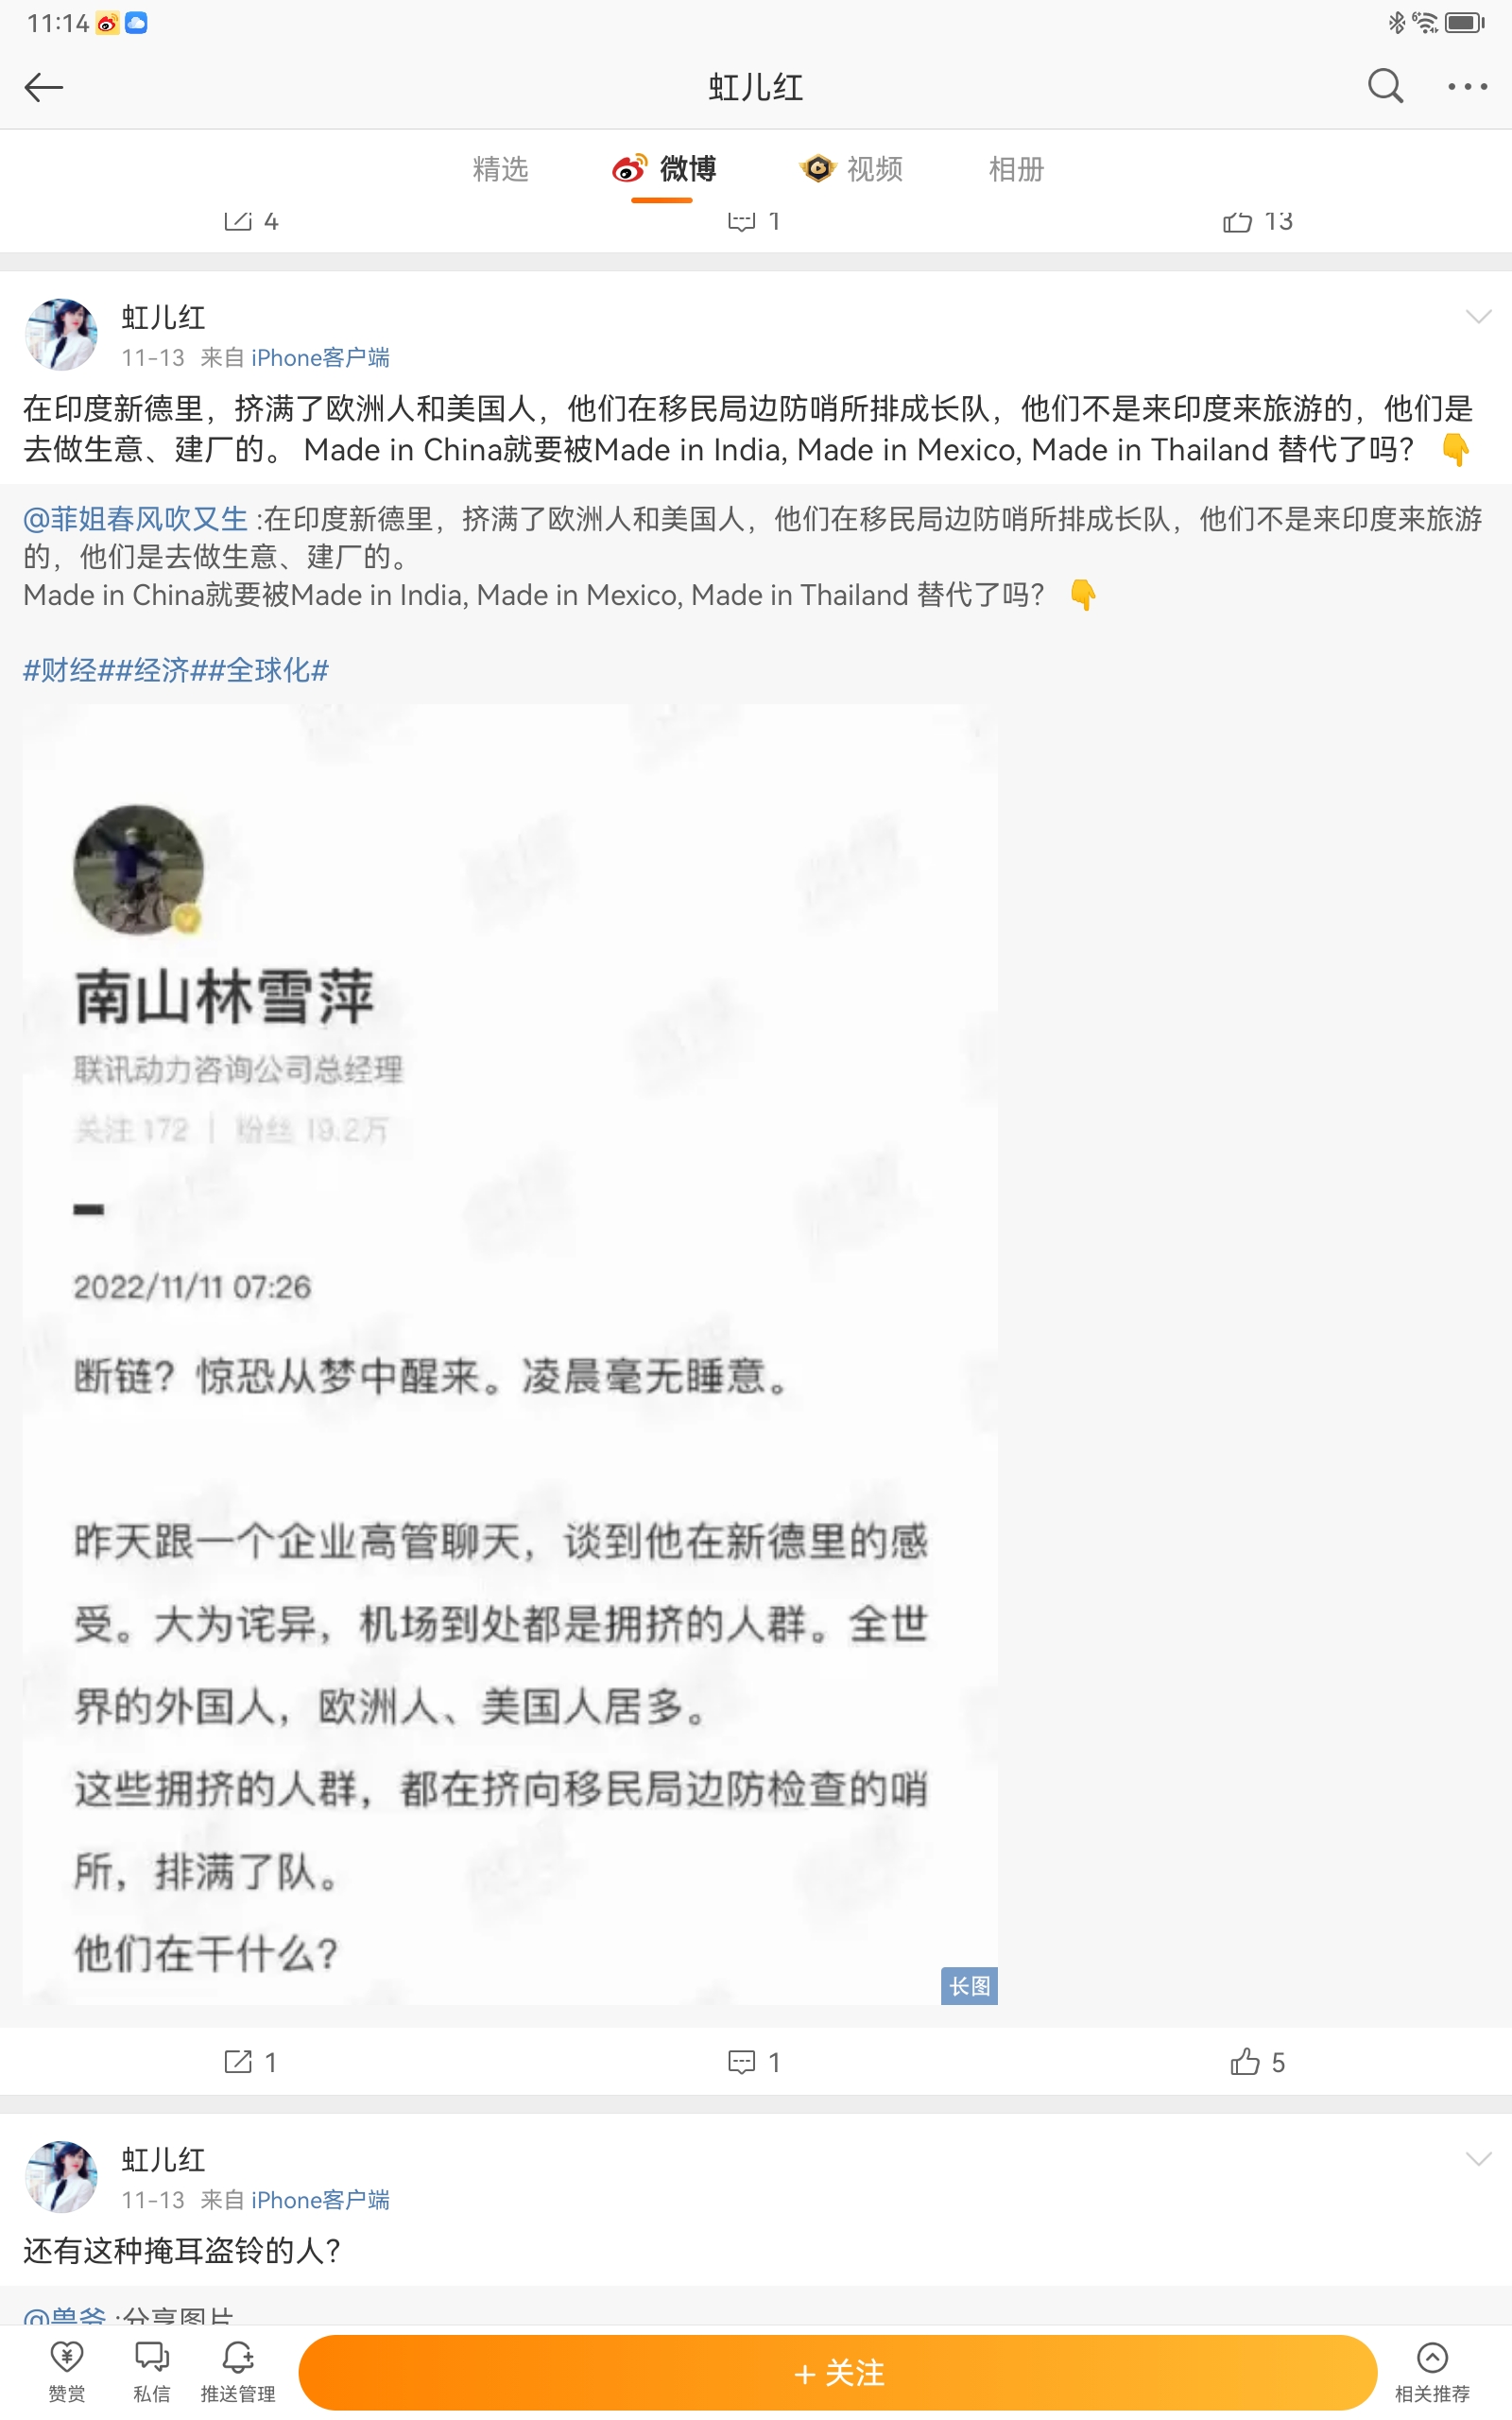 11:14
虹儿红
精选 微博 视频 相册
4 1 13
虹儿红
11-13 来自 iPhone客户端
在印度新德里，挤满了欧洲人和美国人，他们在移民局边防哨所排成长队，他们不是来印度来旅游的，他们是
去做生意、建厂的。 Made in China就要被Made in India, Made in Mexico, Made in Thailand 替代了吗？ 👇
@菲姐春风吹又生 :在印度新德里，挤满了欧洲人和美国人，他们在移民局边防哨所排成长队，他们不是来印度来旅游
的，他们是去做生意、建厂的。
Made in China就要被Made in India, Made in Mexico, Made in Thailand 替代了吗？ 👇
#财经##经济##全球化#
南山林雪萍
联讯动力咨询公司总经理
关注 172 | 粉丝 19.2万
2022/11/11 07:26
断链？惊恐从梦中醒来。凌晨毫无睡意。
昨天跟一个企业高管聊天，谈到他在新德里的感
受。大为诧异，机场到处都是拥挤的人群。全世
界的外国人，欧洲人、美国人居多。
这些拥挤的人群，都在挤向移民局边防检查的哨
所，排满了队。
他们在干什么？
长图
1 1 5
虹儿红
11-13 来自 iPhone客户端
还有这种掩耳盗铃的人？
@兽爷 :分享图片
赞赏 私信 推送管理 +关注 相关推荐